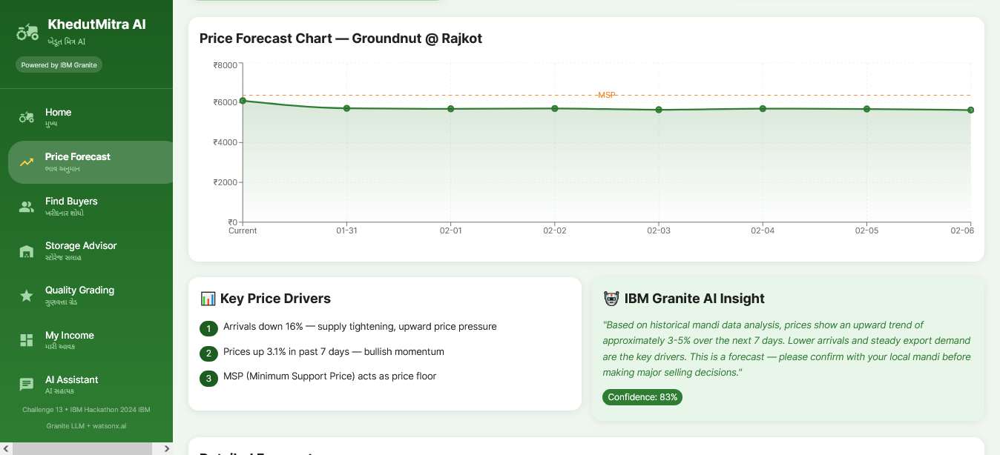 KhedutMitra AI
ખેડૂત મિત્ર AI
Powered by IBM Granite
Home
મુખ્ય
Price Forecast
ભાવ અનુમાન
Find Buyers
ખરીદનાર શોધો
Storage Advisor
સ્ટોરેજ સલાહ
Quality Grading
ગુણવત્તા ગ્રેડ
My Income
મારી આવક
AI Assistant
AI સહાયક
Challenge 13 • IBM Hackathon 2024 IBM
Granite LLM + watsonx.ai
Price Forecast Chart — Groundnut @ Rajkot
₹8000
₹6000
₹4000
₹2000
₹0
MSP
Current 01-31 02-01 02-02 02-03 02-04 02-05 02-06
Key Price Drivers
1 Arrivals down 16% — supply tightening, upward price pressure
2 Prices up 3.1% in past 7 days — bullish momentum
3 MSP (Minimum Support Price) acts as price floor
IBM Granite AI Insight
"Based on historical mandi data analysis, prices show an upward trend of
approximately 3-5% over the next 7 days. Lower arrivals and steady export demand
are the key drivers. This is a forecast — please confirm with your local mandi before
making major selling decisions."
Confidence: 83%